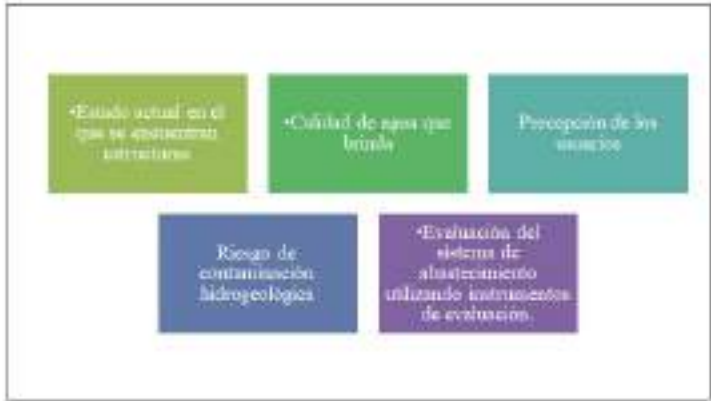 •Estado actual en el
que se encuentran
estructuras
•Calidad de agua que
brinda
Percepción de los
usuarios
Riesgo de
contaminación
hidrogeológica
•Evaluación del
sistema de
abastecimiento
utilizando instrumentos
de evaluación.